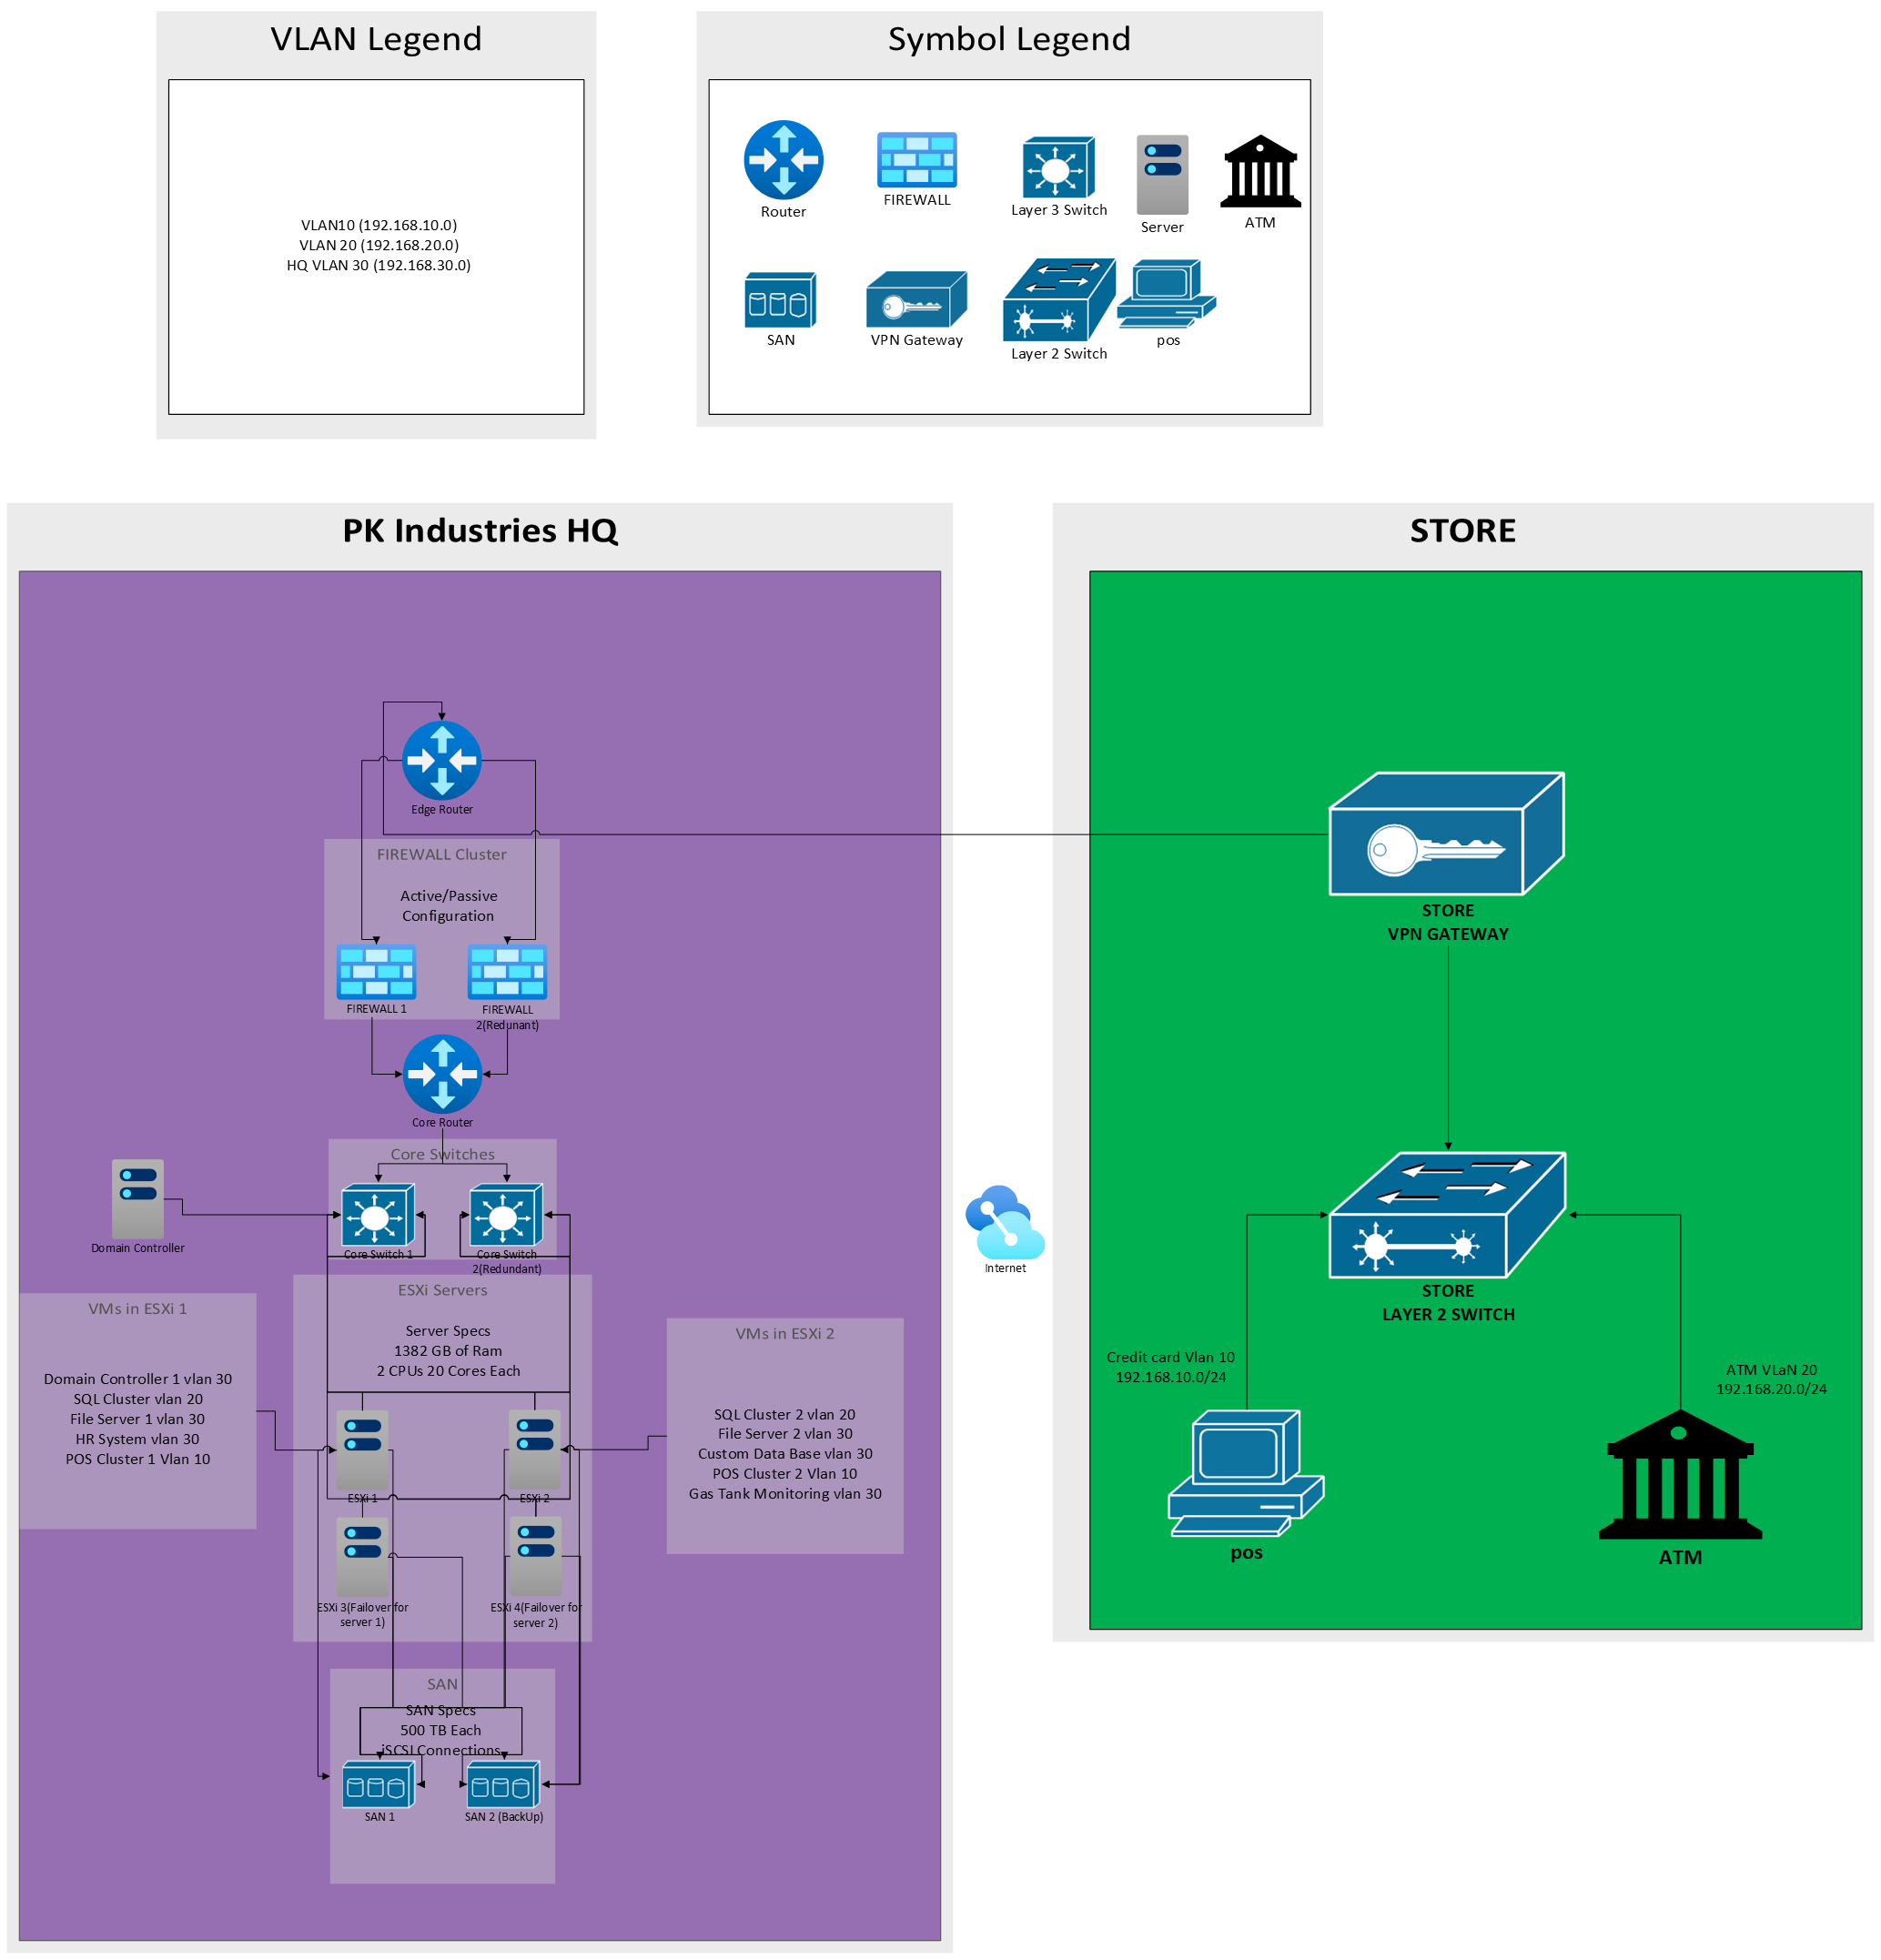 VLAN Legend
VLAN10 (192.168.10.0)
VLAN 20 (192.168.20.0)
HQ VLAN 30 (192.168.30.0)
Symbol Legend
Router
FIREWALL
Layer 3 Switch
Server
ATM
SAN
VPN Gateway
Layer 2 Switch
pos
PK Industries HQ
Edge Router
FIREWALL Cluster
Active/Passive
Configuration
FIREWALL 1
FIREWALL
2(Redunant)
Core Router
Core Switches
Domain Controller
Core Switch 1
Core Switch
2(Redundant)
VMs in ESXi 1
Domain Controller 1 vlan 30
SQL Cluster vlan 20
File Server 1 vlan 30
HR System vlan 30
POS Cluster 1 Vlan 10
ESXi Servers
Server Specs
1382 GB of Ram
2 CPUs 20 Cores Each
ESXi 1
ESXi 2
ESXi 3(Failover for
server 1)
ESXi 4(Failover for
server 2)
VMs in ESXi 2
SQL Cluster 2 vlan 20
File Server 2 vlan 30
Custom Data Base vlan 30
POS Cluster 2 Vlan 10
Gas Tank Monitoring vlan 30
SAN
SAN Specs
500 TB Each
iSCSI Connections
SAN 1
SAN 2 (BackUp)
Internet
STORE
STORE
VPN GATEWAY
STORE
LAYER 2 SWITCH
Credit card Vlan 10
192.168.10.0/24
ATM VLaN 20
192.168.20.0/24
pos
ATM